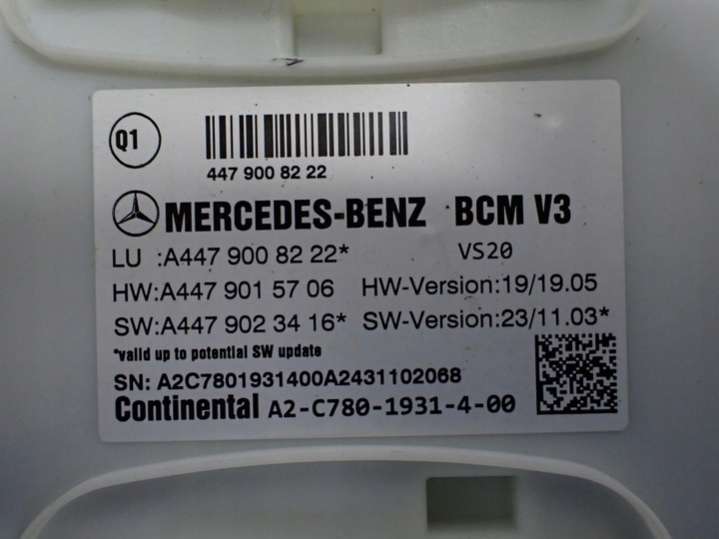 Q1
447 900 8222
MERCEDES-BENZ BCM V3
LU :A447 900 82 22* VS20
HW:A447 901 57 06 HW-Version:19/19.05
SW:A447 902 34 16* SW-Version:23/11.03*
*valid up to potential SW update
SN: A2C7801931400A2431102068
Continental A2-C780-1931-4-00